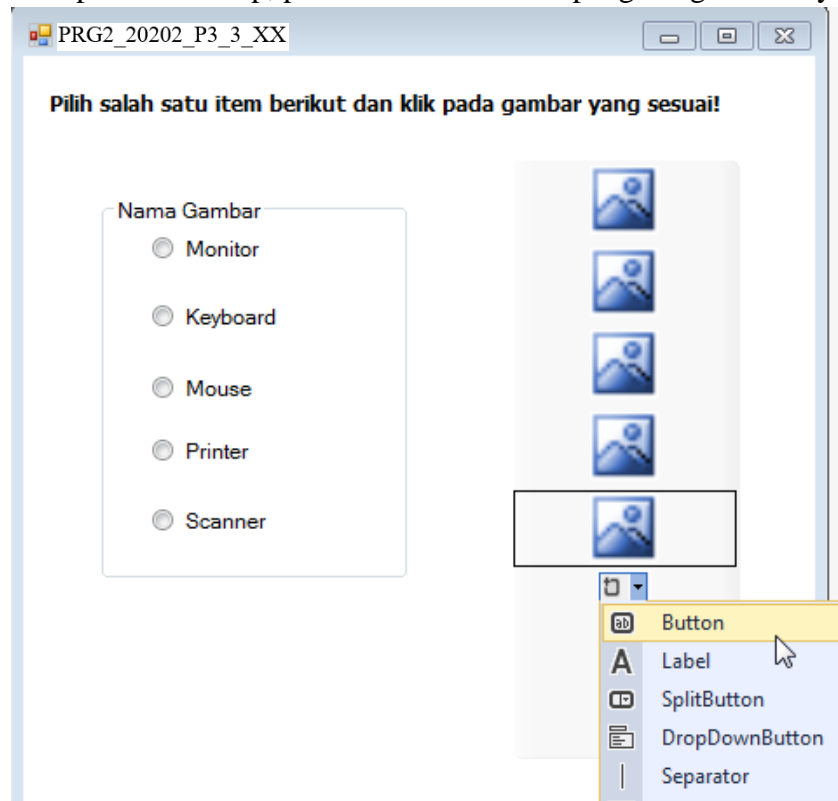 PRG2_20202_P3_3_XX
Pilih salah satu item berikut dan klik pada gambar yang sesuai!
Nama Gambar
Monitor
Keyboard
Mouse
Printer
Scanner
Button
Label
SplitButton
DropDownButton
Separator